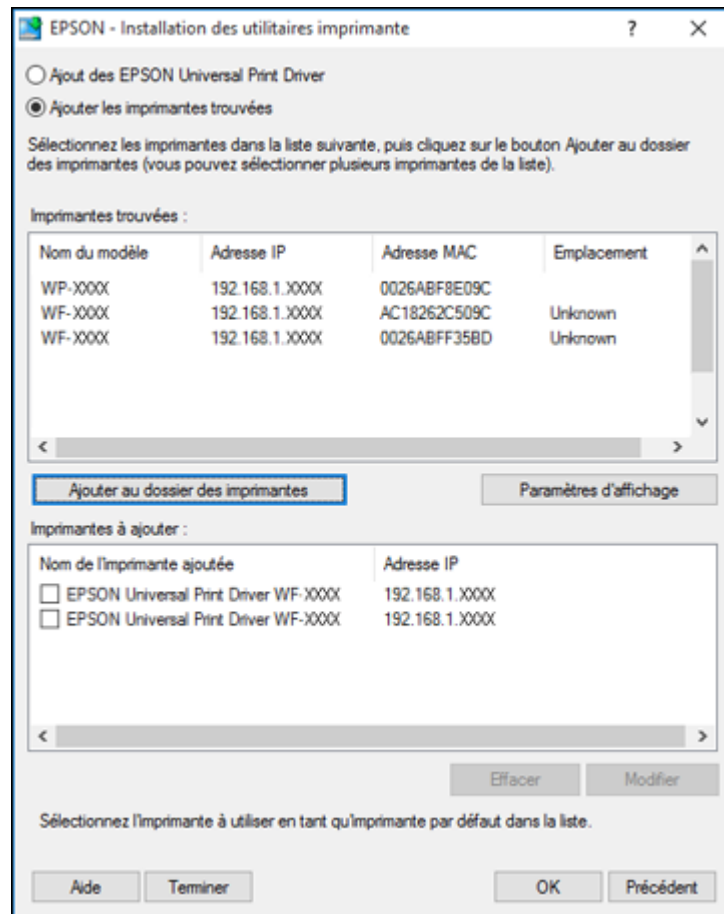 EPSON - Installation des utilitaires imprimante
Ajout des EPSON Universal Print Driver
Ajouter les imprimantes trouvées
Sélectionnez les imprimantes dans la liste suivante, puis cliquez sur le bouton Ajouter au dossier
des imprimantes (vous pouvez sélectionner plusieurs imprimantes de la liste).
Imprimantes trouvées :
Nom du modèle Adresse IP Adresse MAC Emplacement
WP-XXXX 192.168.1.XXXX 0026ABF8E09C
WF-XXXX 192.168.1.XXXX AC18262C509C Unknown
WF-XXXX 192.168.1.XXXX 0026ABFF35BD Unknown
Ajouter au dossier des imprimantes Paramètres d'affichage
Imprimantes à ajouter :
Nom de l'imprimante ajoutée Adresse IP
EPSON Universal Print Driver WF-XXXX 192.168.1.XXXX
EPSON Universal Print Driver WF-XXXX 192.168.1.XXXX
Effacer Modifier
Sélectionnez l'imprimante à utiliser en tant qu'imprimante par défaut dans la liste.
Aide Terminer OK Précédent